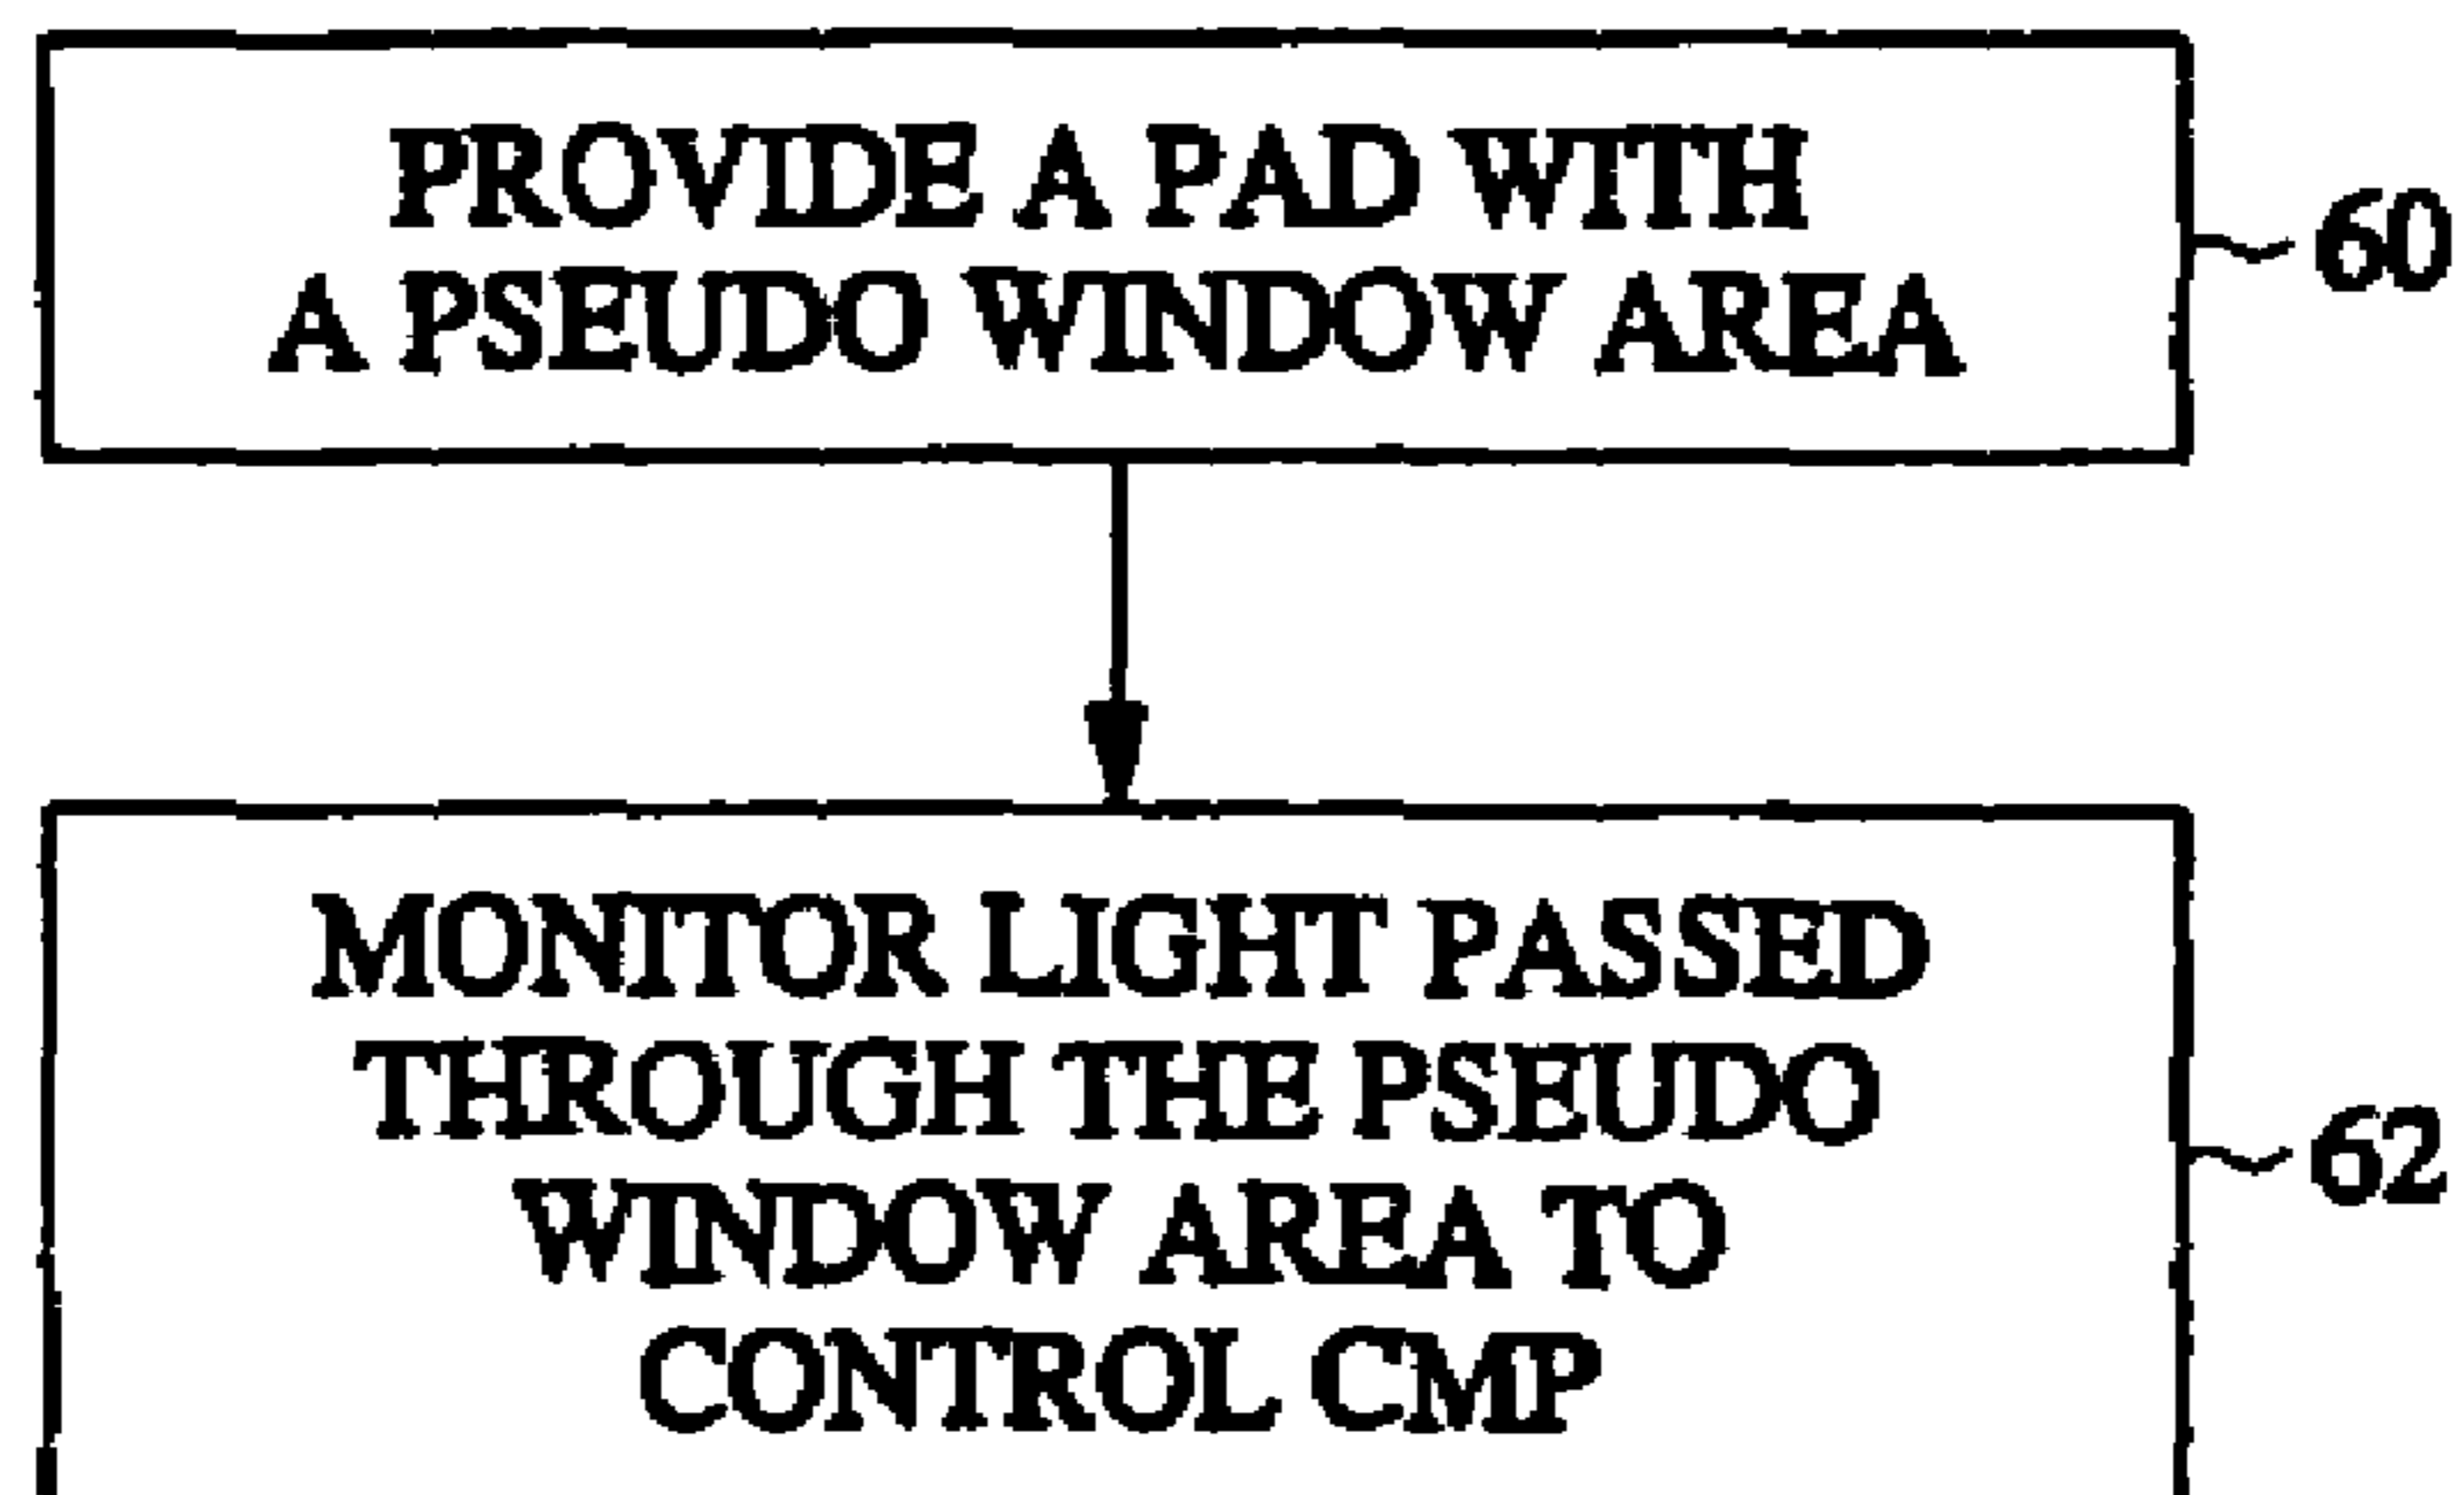 PROVIDE A PAD WITH
A PSEUDO WINDOW AREA
60
MONITOR LIGHT PASSED
THROUGH THE PSEUDO
WINDOW AREA TO
CONTROL CMP
62